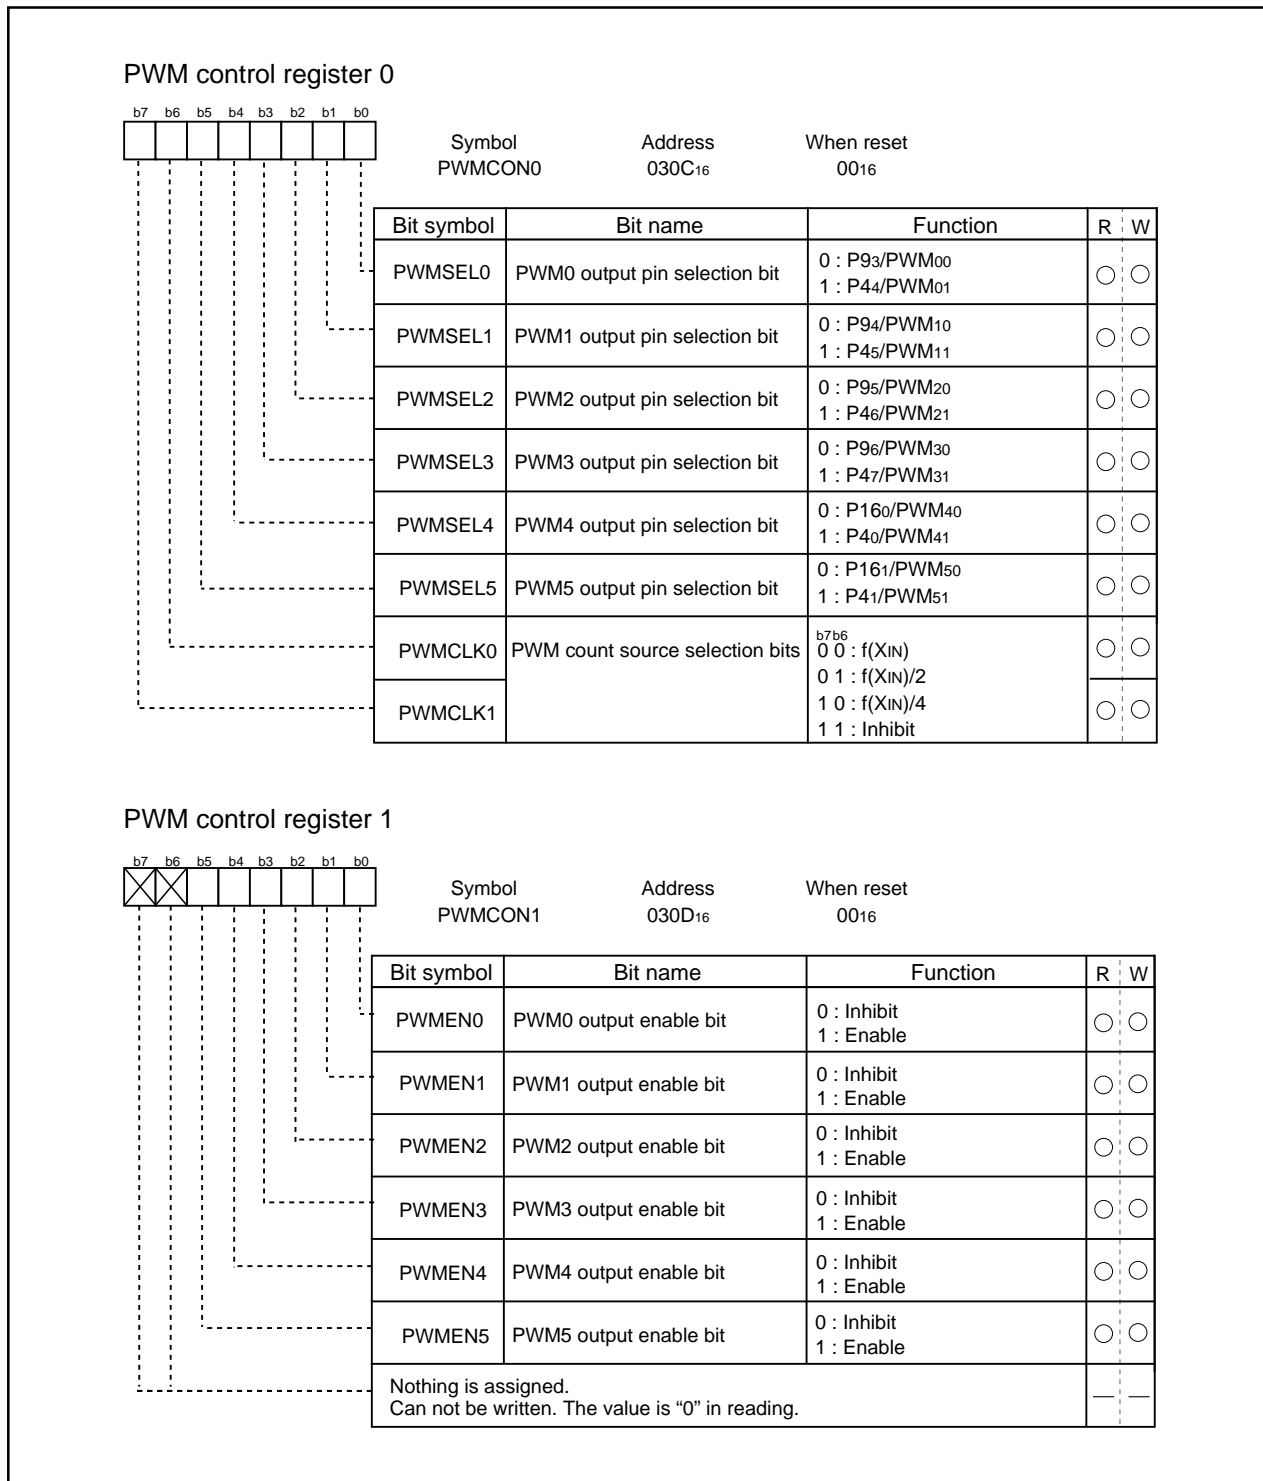 PWM control register 0
b7 b6 b5 b4 b3 b2 b1 b0
Symbol Address When reset
PWMCON0 030C16 0016
Bit symbol Bit name Function R W
PWMSEL0 PWM0 output pin selection bit 0 : P93/PWM00
1 : P44/PWM01
PWMSEL1 PWM1 output pin selection bit 0 : P94/PWM10
1 : P45/PWM11
PWMSEL2 PWM2 output pin selection bit 0 : P95/PWM20
1 : P46/PWM21
PWMSEL3 PWM3 output pin selection bit 0 : P96/PWM30
1 : P47/PWM31
PWMSEL4 PWM4 output pin selection bit 0 : P160/PWM40
1 : P40/PWM41
PWMSEL5 PWM5 output pin selection bit 0 : P161/PWM50
1 : P41/PWM51
PWMCLK0 PWM count source selection bits b7b6
0 0 : f(XIN)
0 1 : f(XIN)/2
PWMCLK1 1 0 : f(XIN)/4
1 1 : Inhibit
PWM control register 1
b7 b6 b5 b4 b3 b2 b1 b0
Symbol Address When reset
PWMCON1 030D16 0016
Bit symbol Bit name Function R W
PWMEN0 PWM0 output enable bit 0 : Inhibit
1 : Enable
PWMEN1 PWM1 output enable bit 0 : Inhibit
1 : Enable
PWMEN2 PWM2 output enable bit 0 : Inhibit
1 : Enable
PWMEN3 PWM3 output enable bit 0 : Inhibit
1 : Enable
PWMEN4 PWM4 output enable bit 0 : Inhibit
1 : Enable
PWMEN5 PWM5 output enable bit 0 : Inhibit
1 : Enable
Nothing is assigned.
Can not be written. The value is “0” in reading. — —